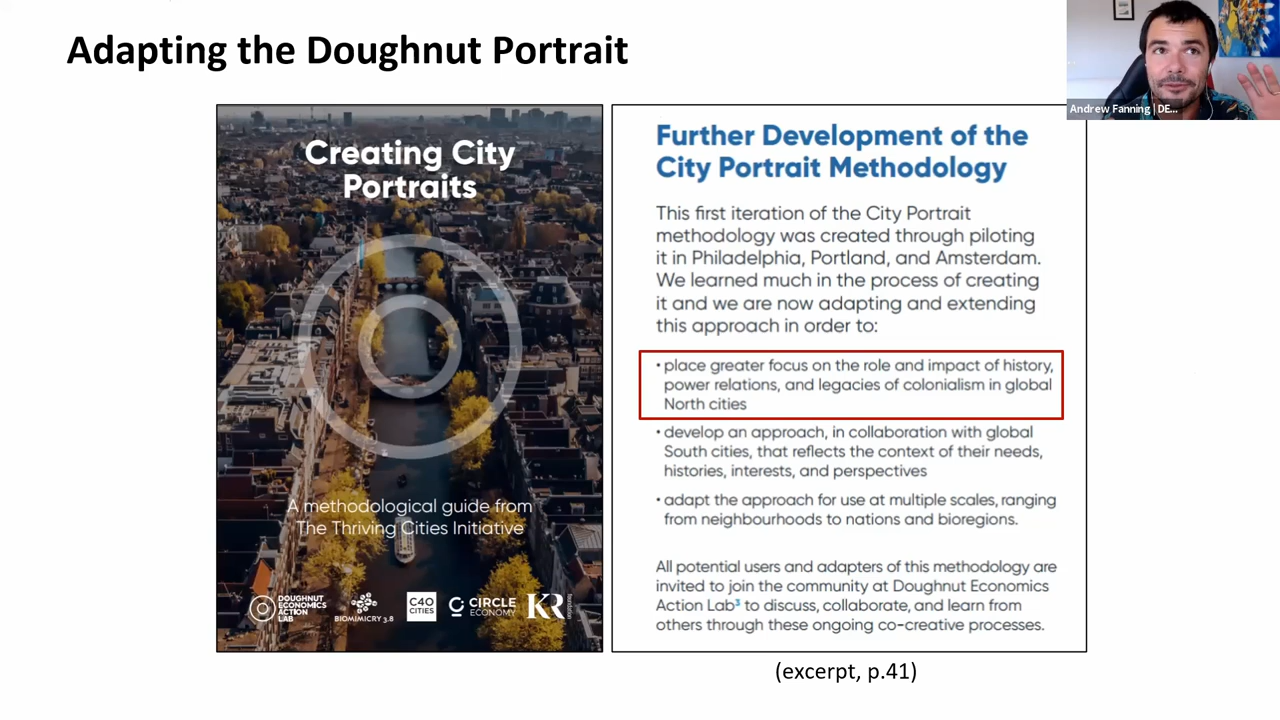 Adapting the Doughnut Portrait
Andrew Fanning | DE...
Creating City
Portraits
A methodological guide from
The Thriving Cities Initiative
DOUGHNUT
ECONOMICS
ACTION
LAB
BIOMIMICRY 3.8
C40
CITIES
CIRCLE
ECONOMY
KR
foundation
Further Development of the
City Portrait Methodology
This first iteration of the City Portrait
methodology was created through piloting
it in Philadelphia, Portland, and Amsterdam.
We learned much in the process of creating
it and we are now adapting and extending
this approach in order to:
• place greater focus on the role and impact of history,
power relations, and legacies of colonialism in global
North cities
• develop an approach, in collaboration with global
South cities, that reflects the context of their needs,
histories, interests, and perspectives
• adapt the approach for use at multiple scales, ranging
from neighbourhoods to nations and bioregions.
All potential users and adapters of this methodology are
invited to join the community at Doughnut Economics
Action Lab³ to discuss, collaborate, and learn from
others through these ongoing co-creative processes.
(excerpt, p.41)